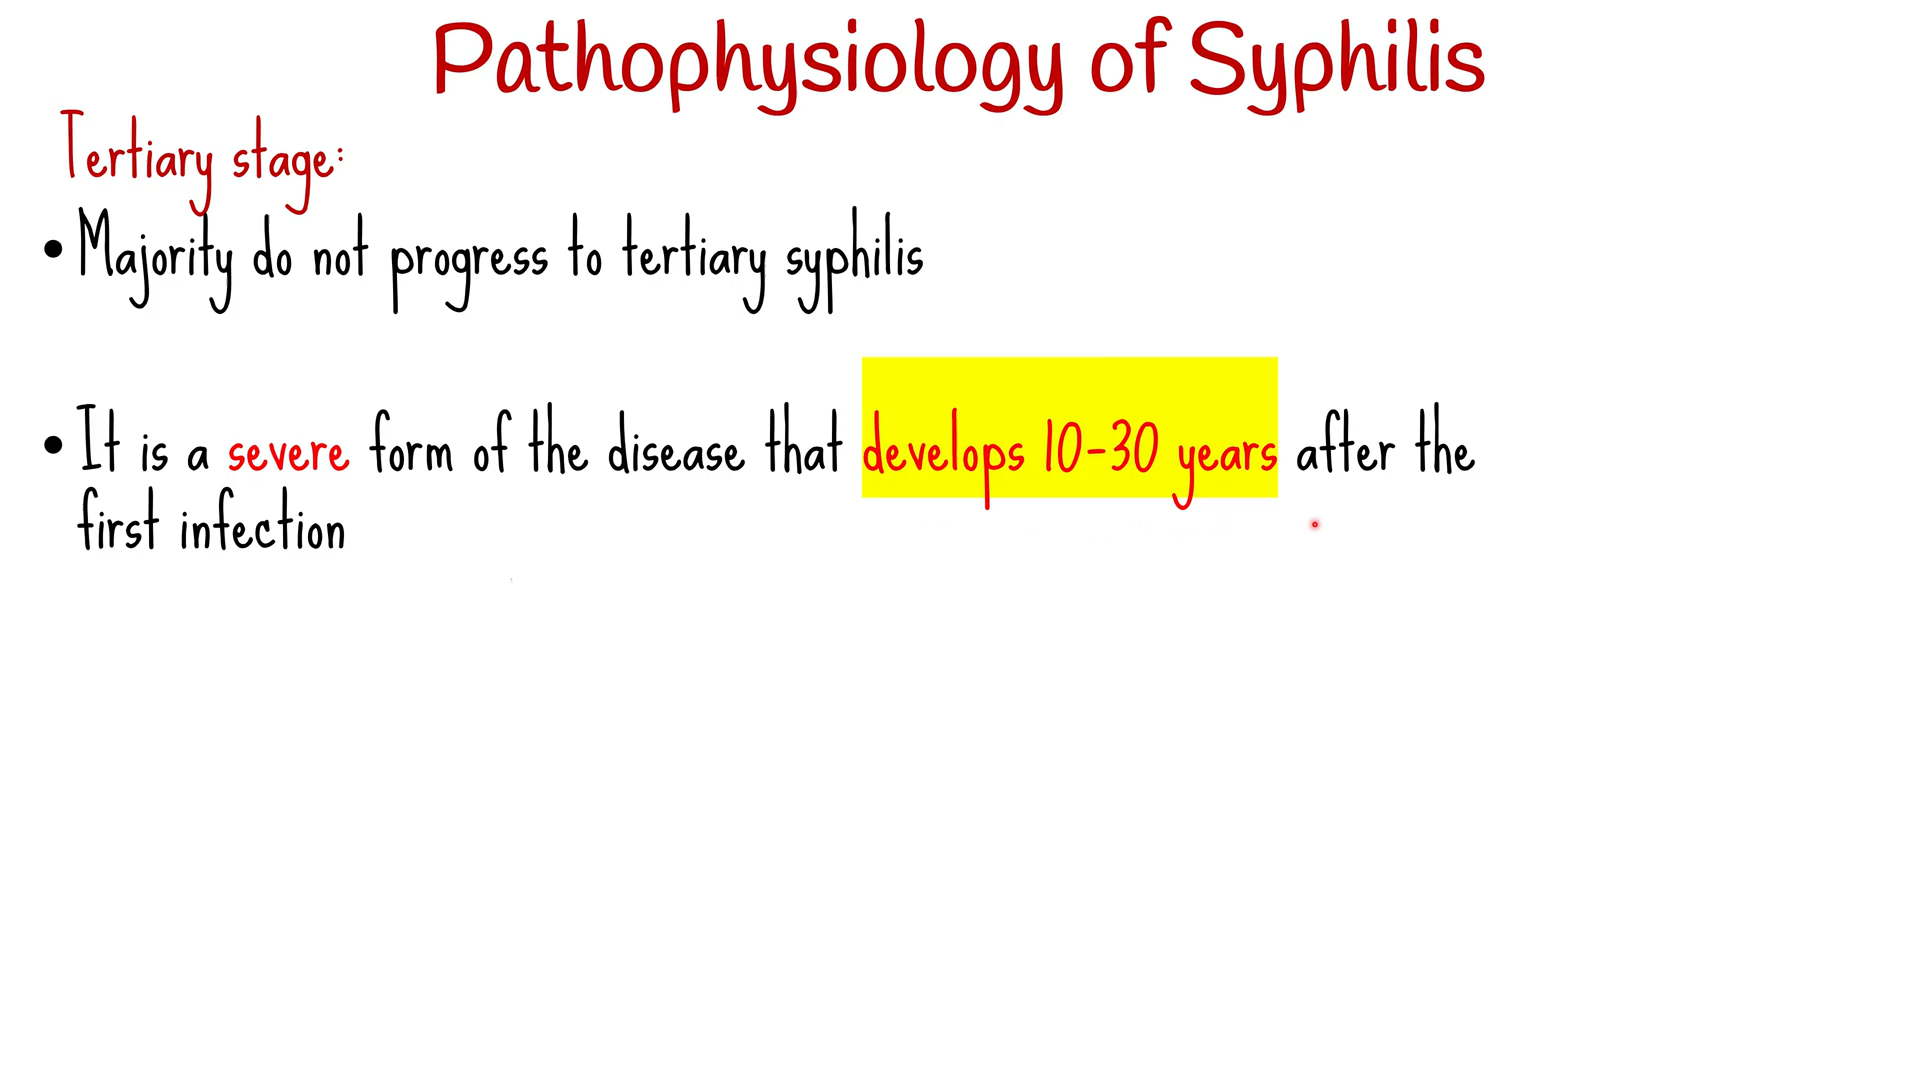 Pathophysiology of Syphilis
Tertiary stage:
• Majority do not progress to tertiary syphilis
• It is a severe form of the disease that develops 10-30 years after the
first infection